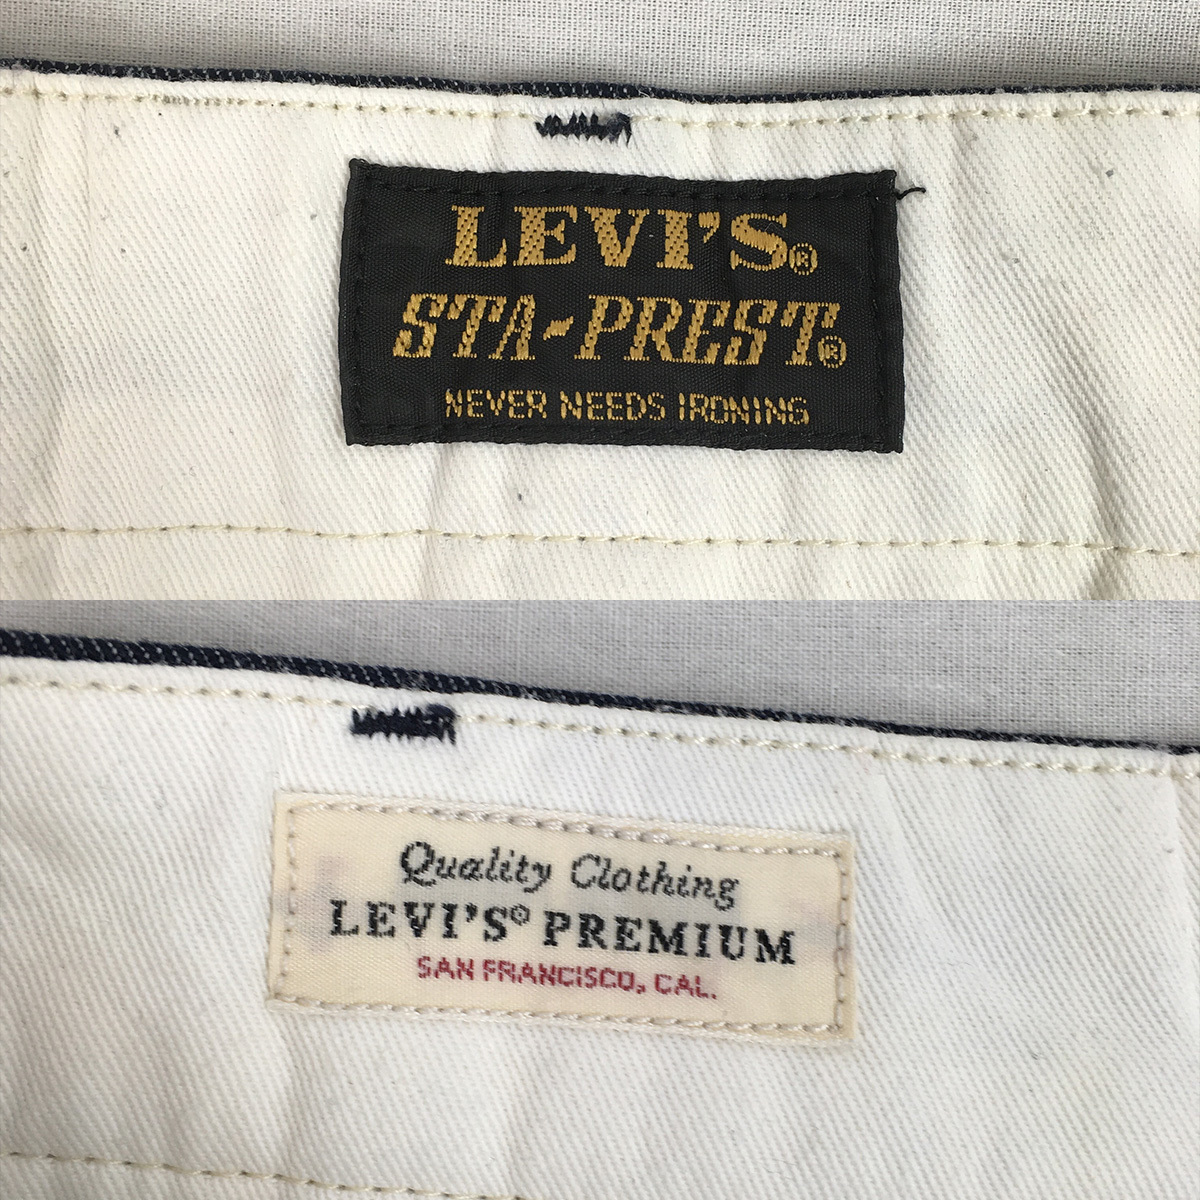 LEVI'S®
STA-PREST®
NEVER NEEDS IRONING
Quality Clothing
LEVI'S® PREMIUM
SAN FRANCISCO, CAL.